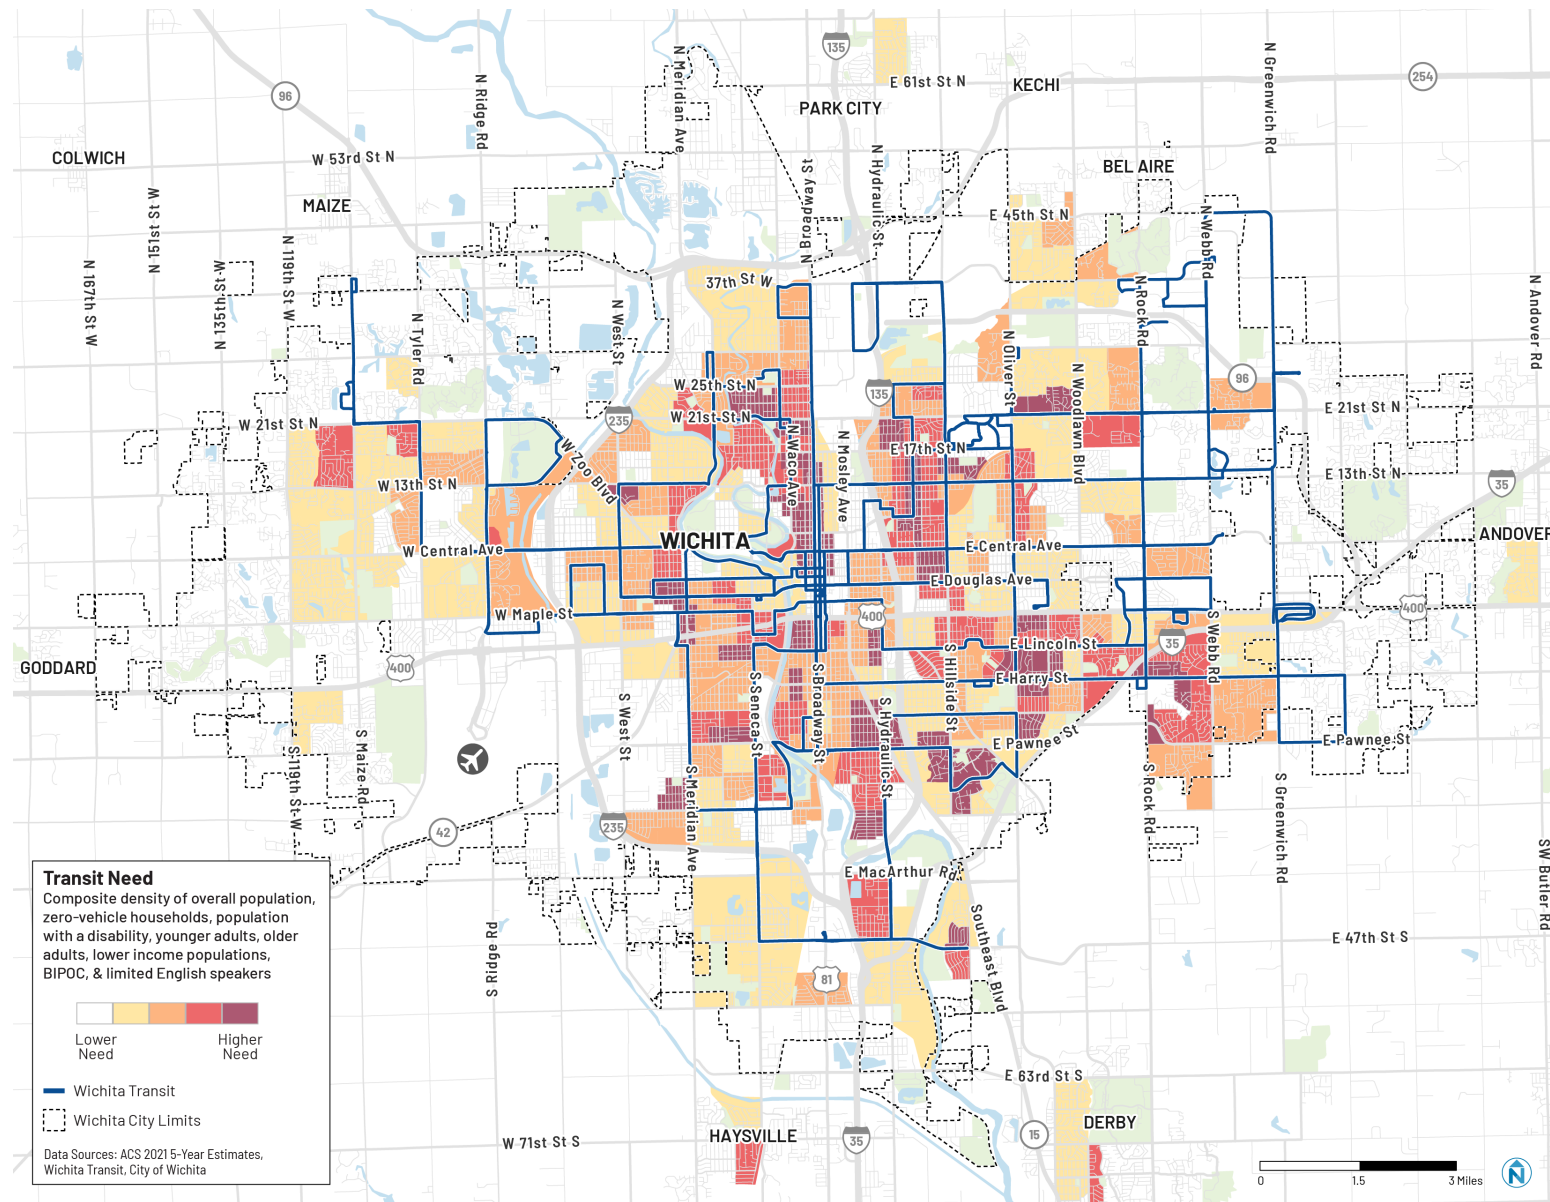 135
E 61st St N
KECHI
254
96
N Ridge Rd
N Meridian Ave
PARK CITY
N Greenwich Rd
COLWICH
W 53rd St N
N Broadway St
N Hydraulic St
BEL AIRE
MAIZE
N 151st St W
E 45th St N
N Webb Rd
N 167th St W
N 135th St W
N 119th St W
37th St W
N Rock Rd
N Andover Rd
N Tyler Rd
N West St
N Oliver St
N Woodlawn Blvd
W 25th St N
135
96
W 21st St N
235
W 21st St N
E 21st St N
N Waco Ave
N Mosley Ave
E 17th St N
W Zoo Blvd
W 13th St N
E 13th St N
35
WICHITA
ANDOVER
W Central Ave
E Central Ave
E Douglas Ave
W Maple St
400
400
E Lincoln St
35
S Webb Rd
GODDARD
400
E Harry St
S Seneca St
S Broadway St
S Hillside St
S West St
S Hydraulic St
E Pawnee St
E Pawnee St
S 119th St W
S Maize Rd
S Meridian Ave
S Rock Rd
S Greenwich Rd
42
235
SW Butler Rd
E MacArthur Rd
Southeast Blvd
E 47th St S
S Ridge Rd
81
E 63rd St S
HAYSVILLE
35
15
DERBY
W 71st St S
Transit Need
Composite density of overall population,
zero-vehicle households, population
with a disability, younger adults, older
adults, lower income populations,
BIPOC, & limited English speakers
Lower
Need
Higher
Need
Wichita Transit
Wichita City Limits
Data Sources: ACS 2021 5-Year Estimates,
Wichita Transit, City of Wichita
0 1.5 3 Miles
N